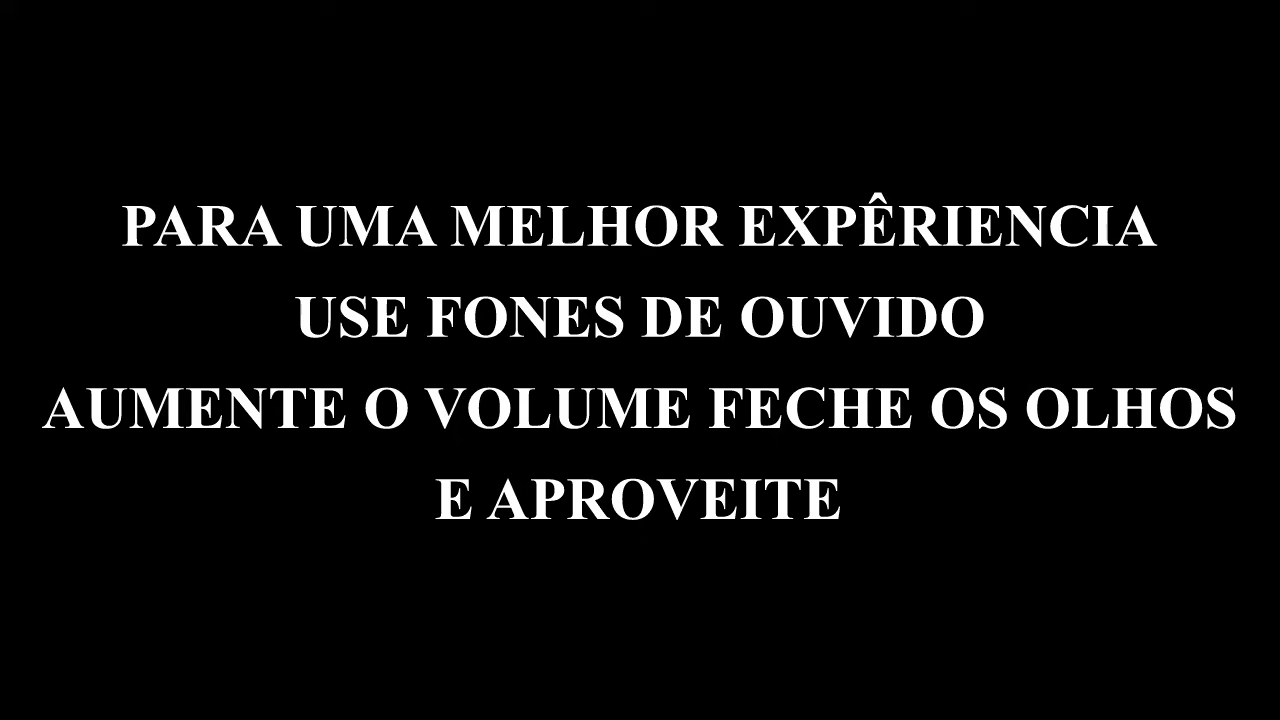 PARA UMA MELHOR EXPÊRIENCIA
USE FONES DE OUVIDO
AUMENTE O VOLUME FECHE OS OLHOS
E APROVEITE